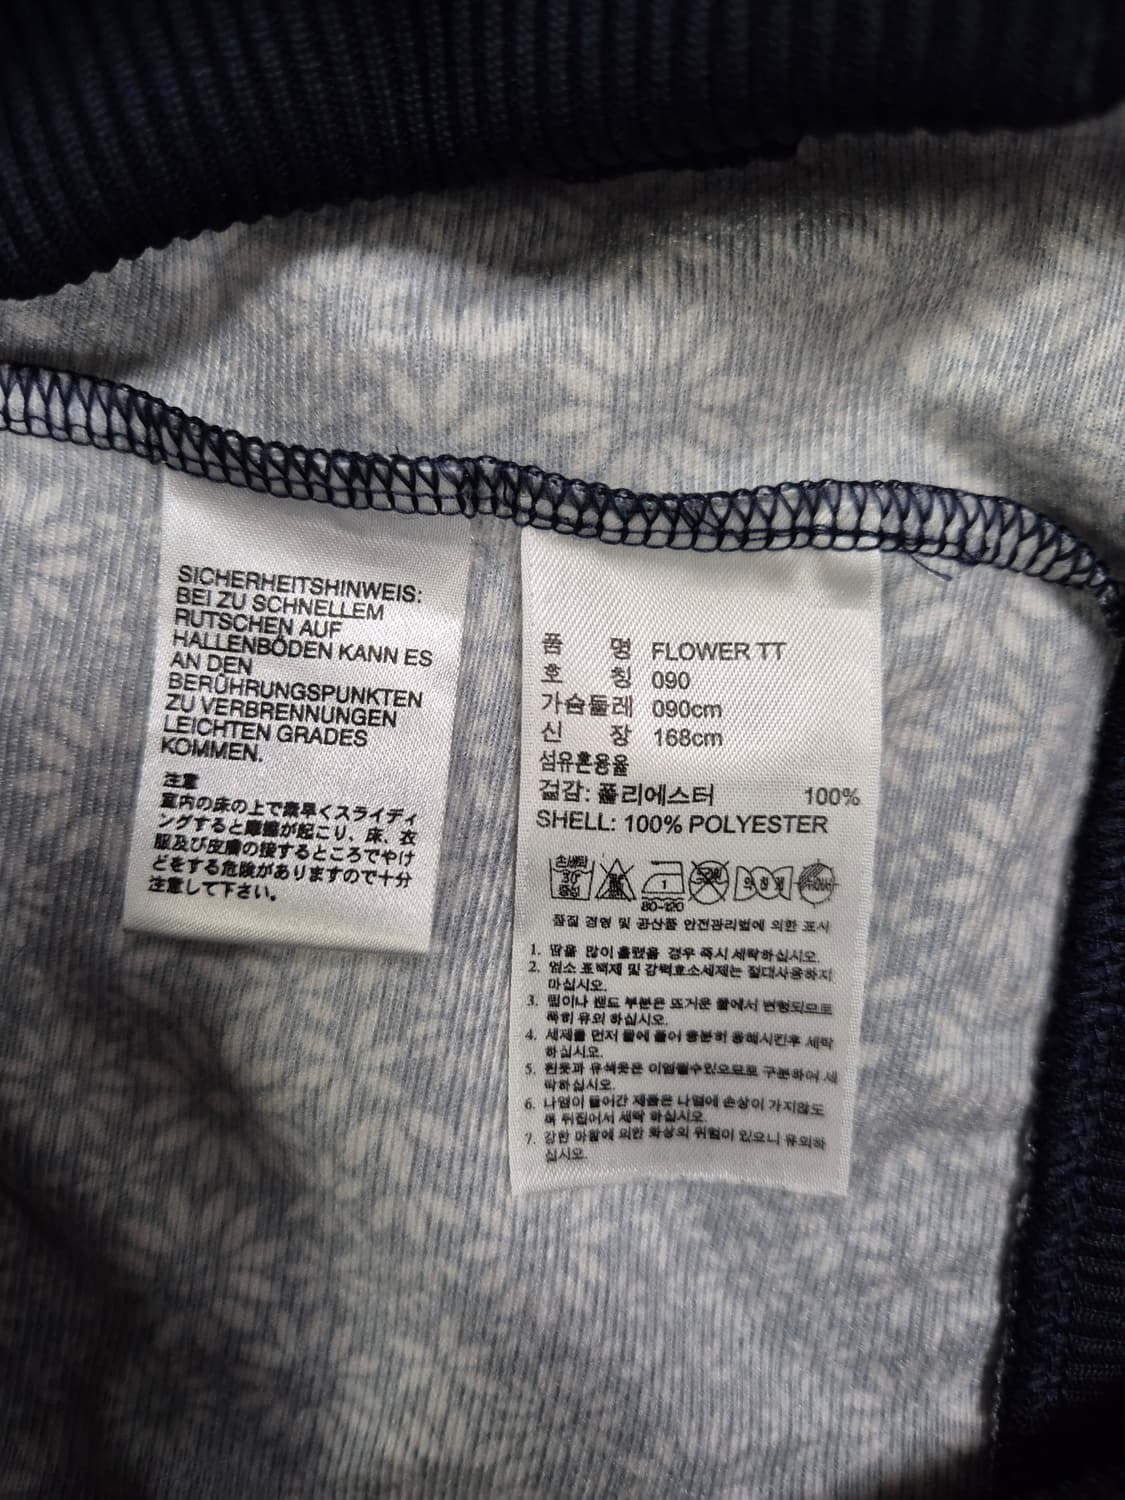 SICHERHEITSHINWEIS:
BEI ZU SCHNELLEM
RUTSCHEN AUF
HALLENBÖDEN KANN ES
AN DEN
BERÜHRUNGSPUNKTEN
ZU VERBRENNUNGEN
LEICHTEN GRADES
KOMMEN.
注意
室内の床の上で素早くスライディ
ングすると摩擦が起こり、床、衣
服及び皮膚の接するところでやけ
どをする危険がありますので十分
注意して下さい。
품 명 FLOWER TT
호 칭 090
가슴둘레 090cm
신 장 168cm
섬유혼용율
겉감: 폴리에스터 100%
SHELL: 100% POLYESTER
손세탁
30
중성
1
80-120
품질 경영 및 공산품 안전관리법에 의한 표시
1. 땀을 많이 흘렸을 경우 즉시 세탁하십시오.
2. 염소 표백제 및 강력효소세제는 절대사용하지
마십시오.
3. 립이나 밴드 부분은 뜨거운 물에서 변형되므로
특히 유의 하십시오.
4. 세제를 먼저 물에 풀어 충분히 용해시킨후 세탁
하십시오.
5. 흰옷과 유색옷은 이염될수있으므로 구분하여 세
탁하십시오.
6. 나염이 들어간 제품은 나염에 손상이 가지않도
록 뒤집어서 세탁 하십시오.
7. 강한 마찰에 의한 화상의 위험이 있으니 유의하
십시오.